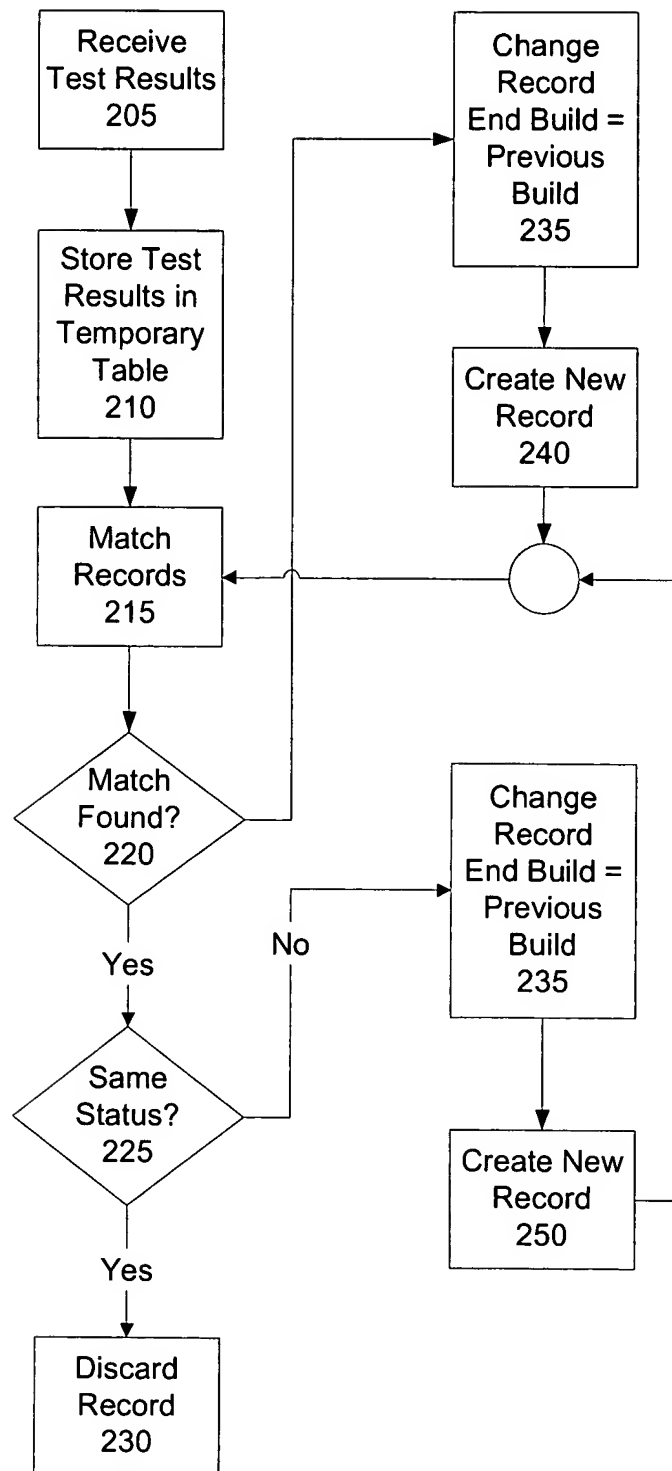 Receive
Test Results
205
Store Test
Results in
Temporary
Table
210
Match
Records
215
Match
Found?
220
Yes
Same
Status?
225
Yes
Discard
Record
230
No
Change
Record
End Build =
Previous
Build
235
Create New
Record
240
Change
Record
End Build =
Previous
Build
235
Create New
Record
250